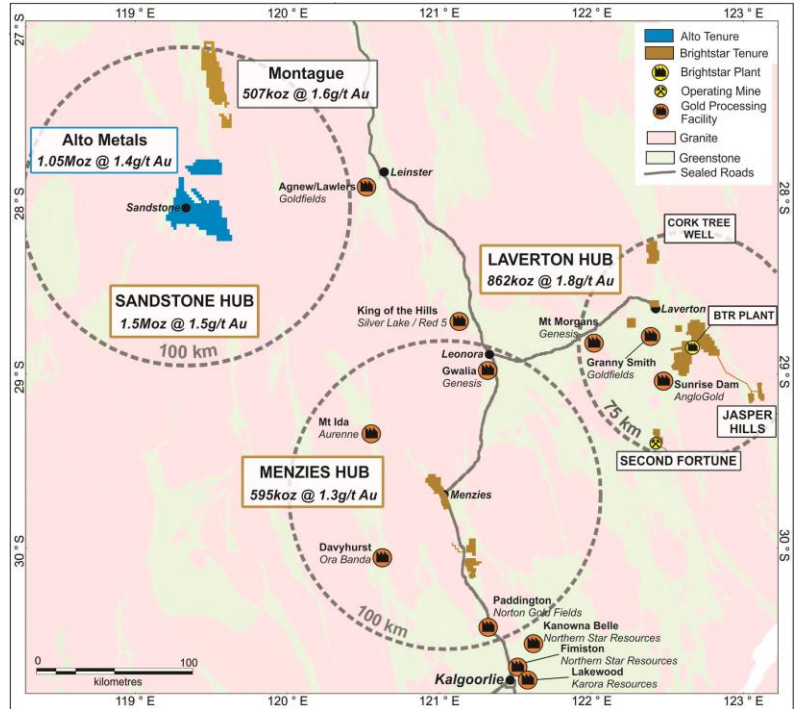 119° E
120° E
121° E
122° E
123° E
27° S
28° S
28° S
29° S
29° S
30° S
30° S
Alto Tenure
Brightstar Tenure
Brightstar Plant
Operating Mine
Gold Processing
Facility
Granite
Greenstone
Sealed Roads
Montague
507koz @ 1.6g/t Au
Alto Metals
1.05Moz @ 1.4g/t Au
Sandstone
SANDSTONE HUB
1.5Moz @ 1.5g/t Au
100 km
Leinster
Agnew/Lawlers
Goldfields
CORK TREE
WELL
LAVERTON HUB
862koz @ 1.8g/t Au
Laverton
BTR PLANT
King of the Hills
Silver Lake / Red 5
Mt Morgans
Genesis
Granny Smith
Goldfields
Leonora
Gwalia
Genesis
Sunrise Dam
AngloGold
JASPER
HILLS
75 km
SECOND FORTUNE
Mt Ida
Aurenne
MENZIES HUB
595koz @ 1.3g/t Au
Menzies
Davyhurst
Ora Banda
100 km
Paddington
Norton Gold Fields
Kanowna Belle
Northern Star Resources
Fimiston
Northern Star Resources
Lakewood
Karora Resources
Kalgoorlie
0
100
kilometres
119° E
120° E
121° E
122° E
123° E